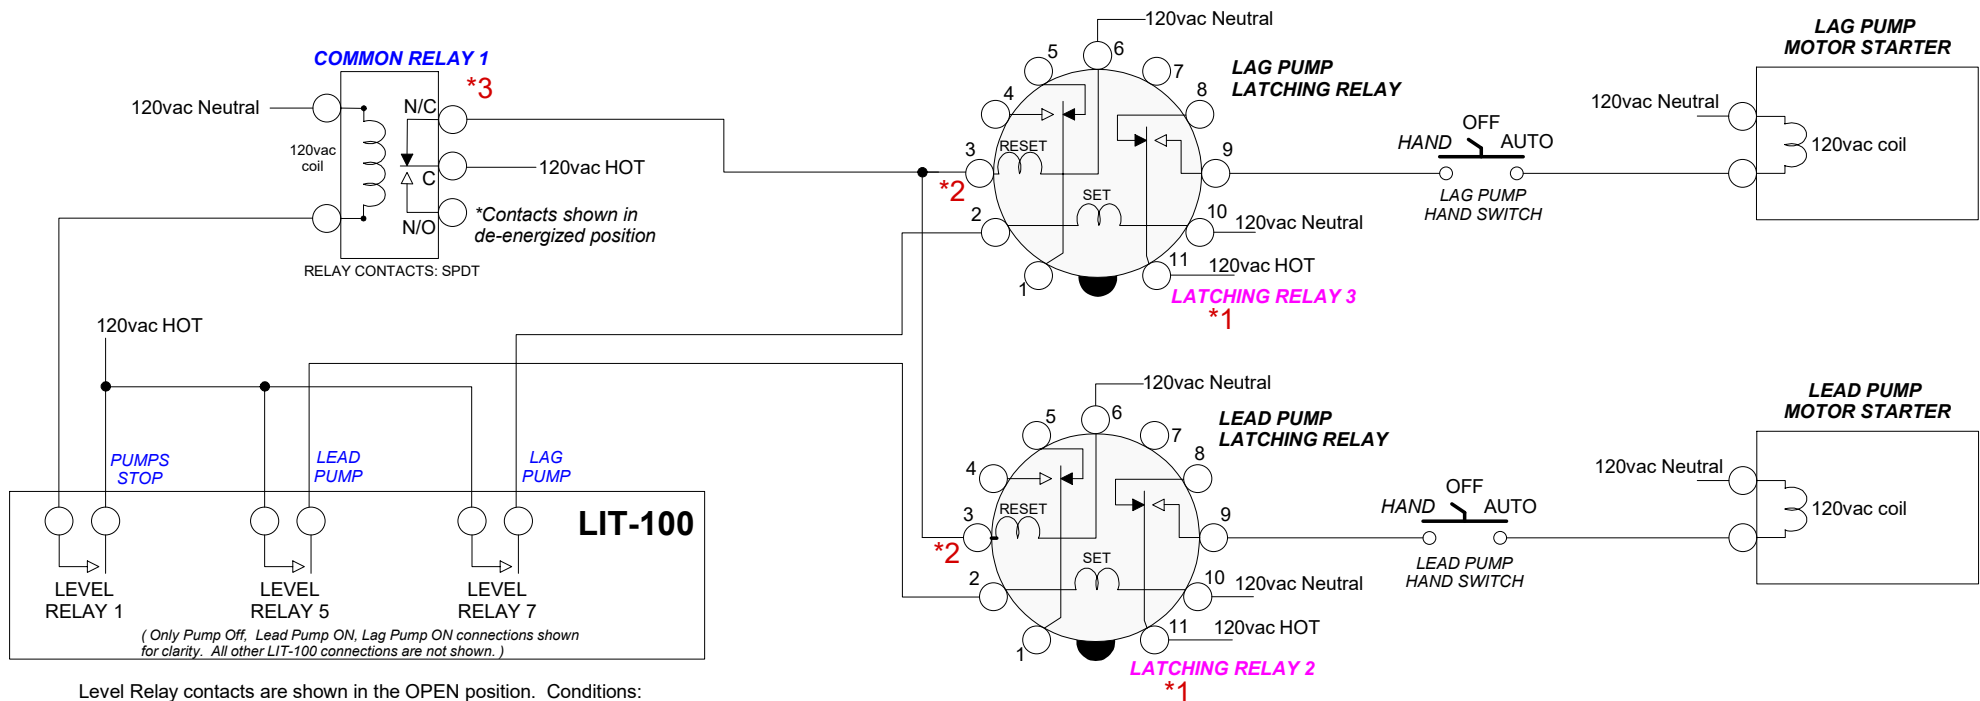 COMMON RELAY 1
*3
120vac Neutral
N/C
120vac
coil
C
120vac HOT
N/O
*Contacts shown in
de-energized position
RELAY CONTACTS: SPDT
120vac HOT
PUMPS
STOP
LEAD
PUMP
LAG
PUMP
LIT-100
LEVEL
RELAY 1
LEVEL
RELAY 5
LEVEL
RELAY 7
( Only Pump Off, Lead Pump ON, Lag Pump ON connections shown
for clarity. All other LIT-100 connections are not shown. )
Level Relay contacts are shown in the OPEN position. Conditions:
120vac Neutral
5
6
7
4
8
3
RESET
9
*2
SET
2
10
120vac Neutral
1
11
120vac HOT
LAG PUMP
LATCHING RELAY
LATCHING RELAY 3
*1
HAND
OFF
AUTO
LAG PUMP
HAND SWITCH
LAG PUMP
MOTOR STARTER
120vac Neutral
120vac coil
120vac Neutral
5
6
7
4
8
3
RESET
9
*2
SET
2
10
120vac Neutral
1
11
120vac HOT
LEAD PUMP
LATCHING RELAY
LATCHING RELAY 2
*1
HAND
OFF
AUTO
LEAD PUMP
HAND SWITCH
LEAD PUMP
MOTOR STARTER
120vac Neutral
120vac coil